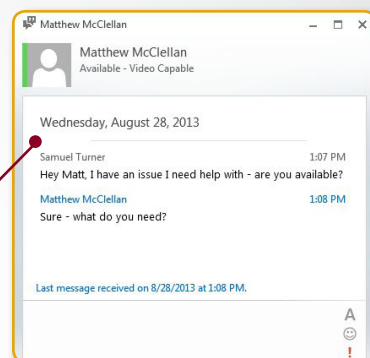 Matthew McClellan
Matthew McClellan
Available - Video Capable
Wednesday, August 28, 2013
Samuel Turner 1:07 PM
Hey Matt, I have an issue I need help with - are you available?
Matthew McClellan 1:08 PM
Sure - what do you need?
Last message received on 8/28/2013 at 1:08 PM.
A
!